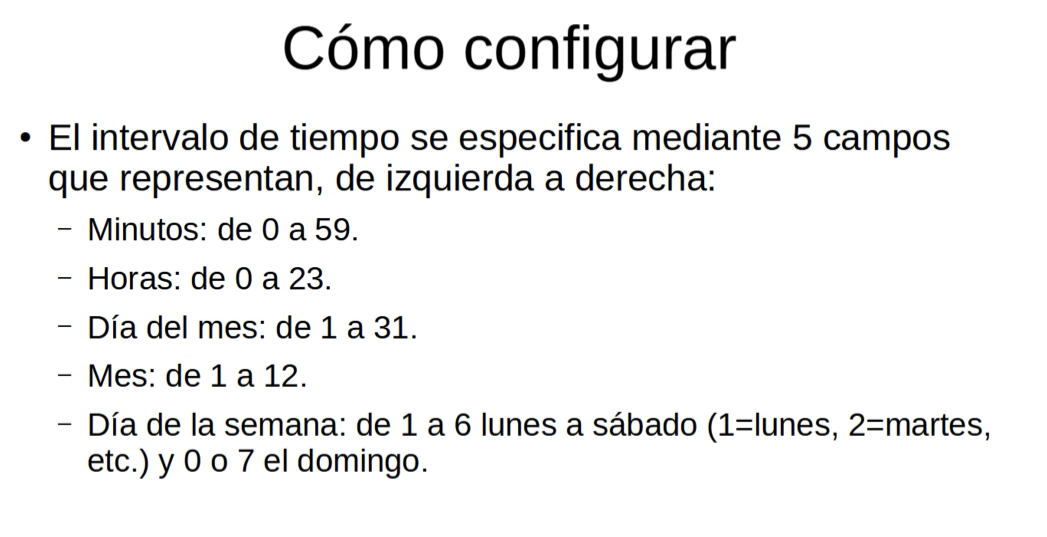 Cómo configurar
• El intervalo de tiempo se especifica mediante 5 campos
que representan, de izquierda a derecha:
– Minutos: de 0 a 59.
– Horas: de 0 a 23.
– Día del mes: de 1 a 31.
– Mes: de 1 a 12.
– Día de la semana: de 1 a 6 lunes a sábado (1=lunes, 2=martes,
etc.) y 0 o 7 el domingo.